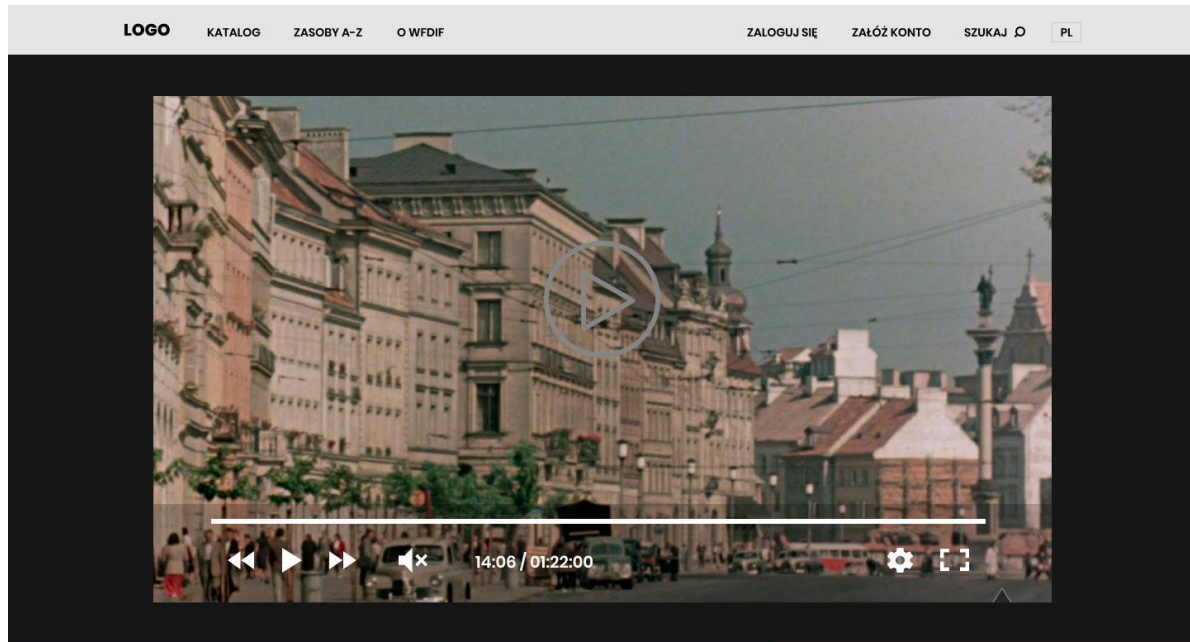 LOGO KATALOG ZASOBY A-Z O WFDIF ZALOGUJ SIĘ ZAŁÓŻ KONTO SZUKAJ PL
14:06 / 01:22:00